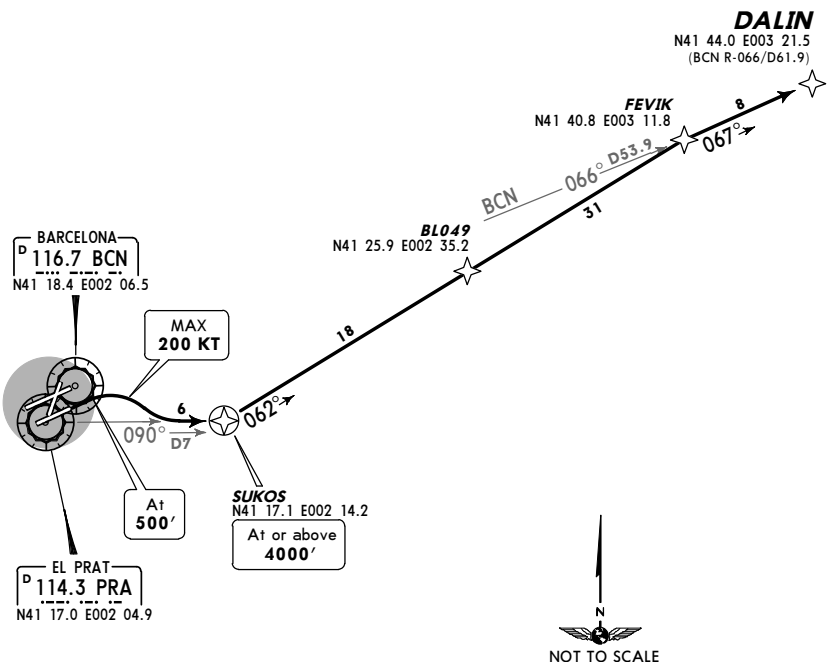 DALIN
N41 44.0 E003 21.5
(BCN R-066/D61.9)
8
FEVIK
N41 40.8 E003 11.8
067°
BCN 066° D53.9
31
BL049
N41 25.9 E002 35.2
BARCELONA
D 116.7 BCN
N41 18.4 E002 06.5
MAX
200 KT
18
6
062°
090° D7
At
500'
SUKOS
N41 17.1 E002 14.2
At or above
4000'
EL PRAT
D 114.3 PRA
N41 17.0 E002 04.9
N
NOT TO SCALE